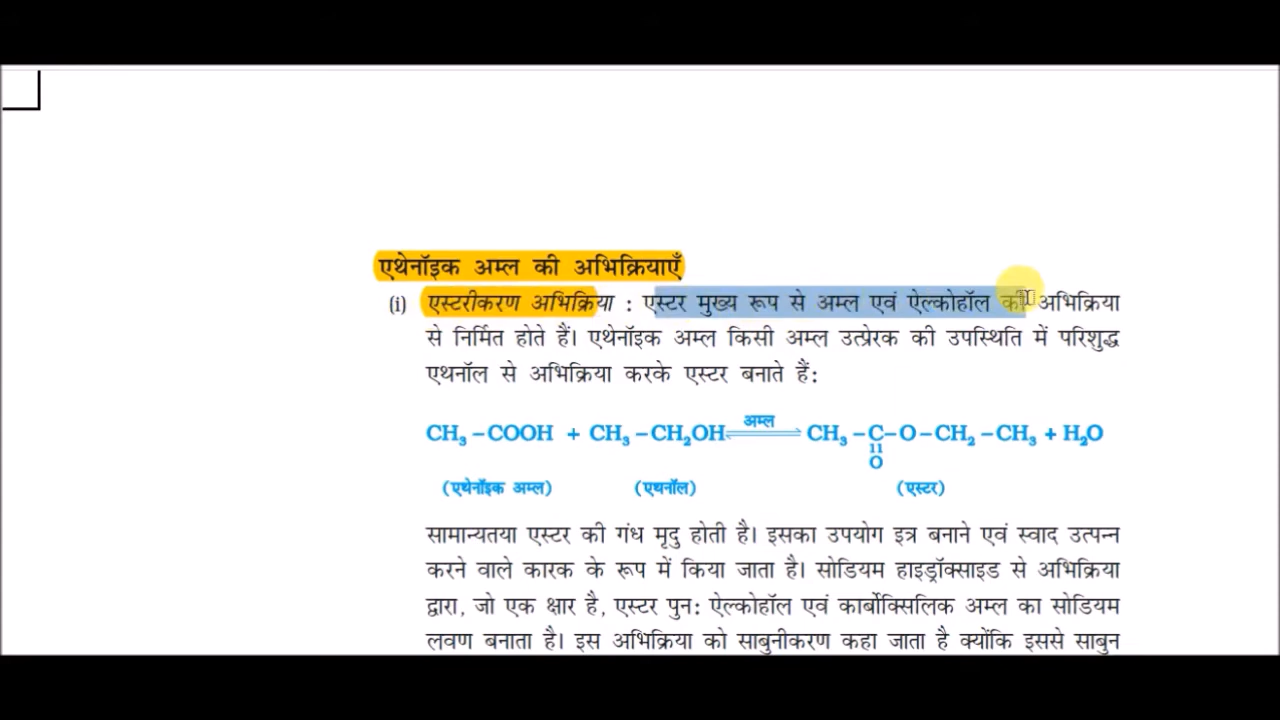 एथेनॉइक अम्ल की अभिक्रियाएँ
(i) एस्टरीकरण अभिक्रिया : एस्टर मुख्य रूप से अम्ल एवं ऐल्कोहॉल की अभिक्रिया
से निर्मित होते हैं। एथेनॉइक अम्ल किसी अम्ल उत्प्रेरक की उपस्थिति में परिशुद्ध
एथनॉल से अभिक्रिया करके एस्टर बनाते हैं:
अम्ल
CH₃ –COOH + CH₃ –CH₂OH ⇌ CH₃ –C–O–CH₂ –CH₃ + H₂O
O
(एथेनॉइक अम्ल) (एथनॉल) (एस्टर)
सामान्यतया एस्टर की गंध मृदु होती है। इसका उपयोग इत्र बनाने एवं स्वाद उत्पन्न
करने वाले कारक के रूप में किया जाता है। सोडियम हाइड्रॉक्साइड से अभिक्रिया
द्वारा, जो एक क्षार है, एस्टर पुन: ऐल्कोहॉल एवं कार्बोक्सिलिक अम्ल का सोडियम
लवण बनाता है। इस अभिक्रिया को साबुनीकरण कहा जाता है क्योंकि इससे साबुन